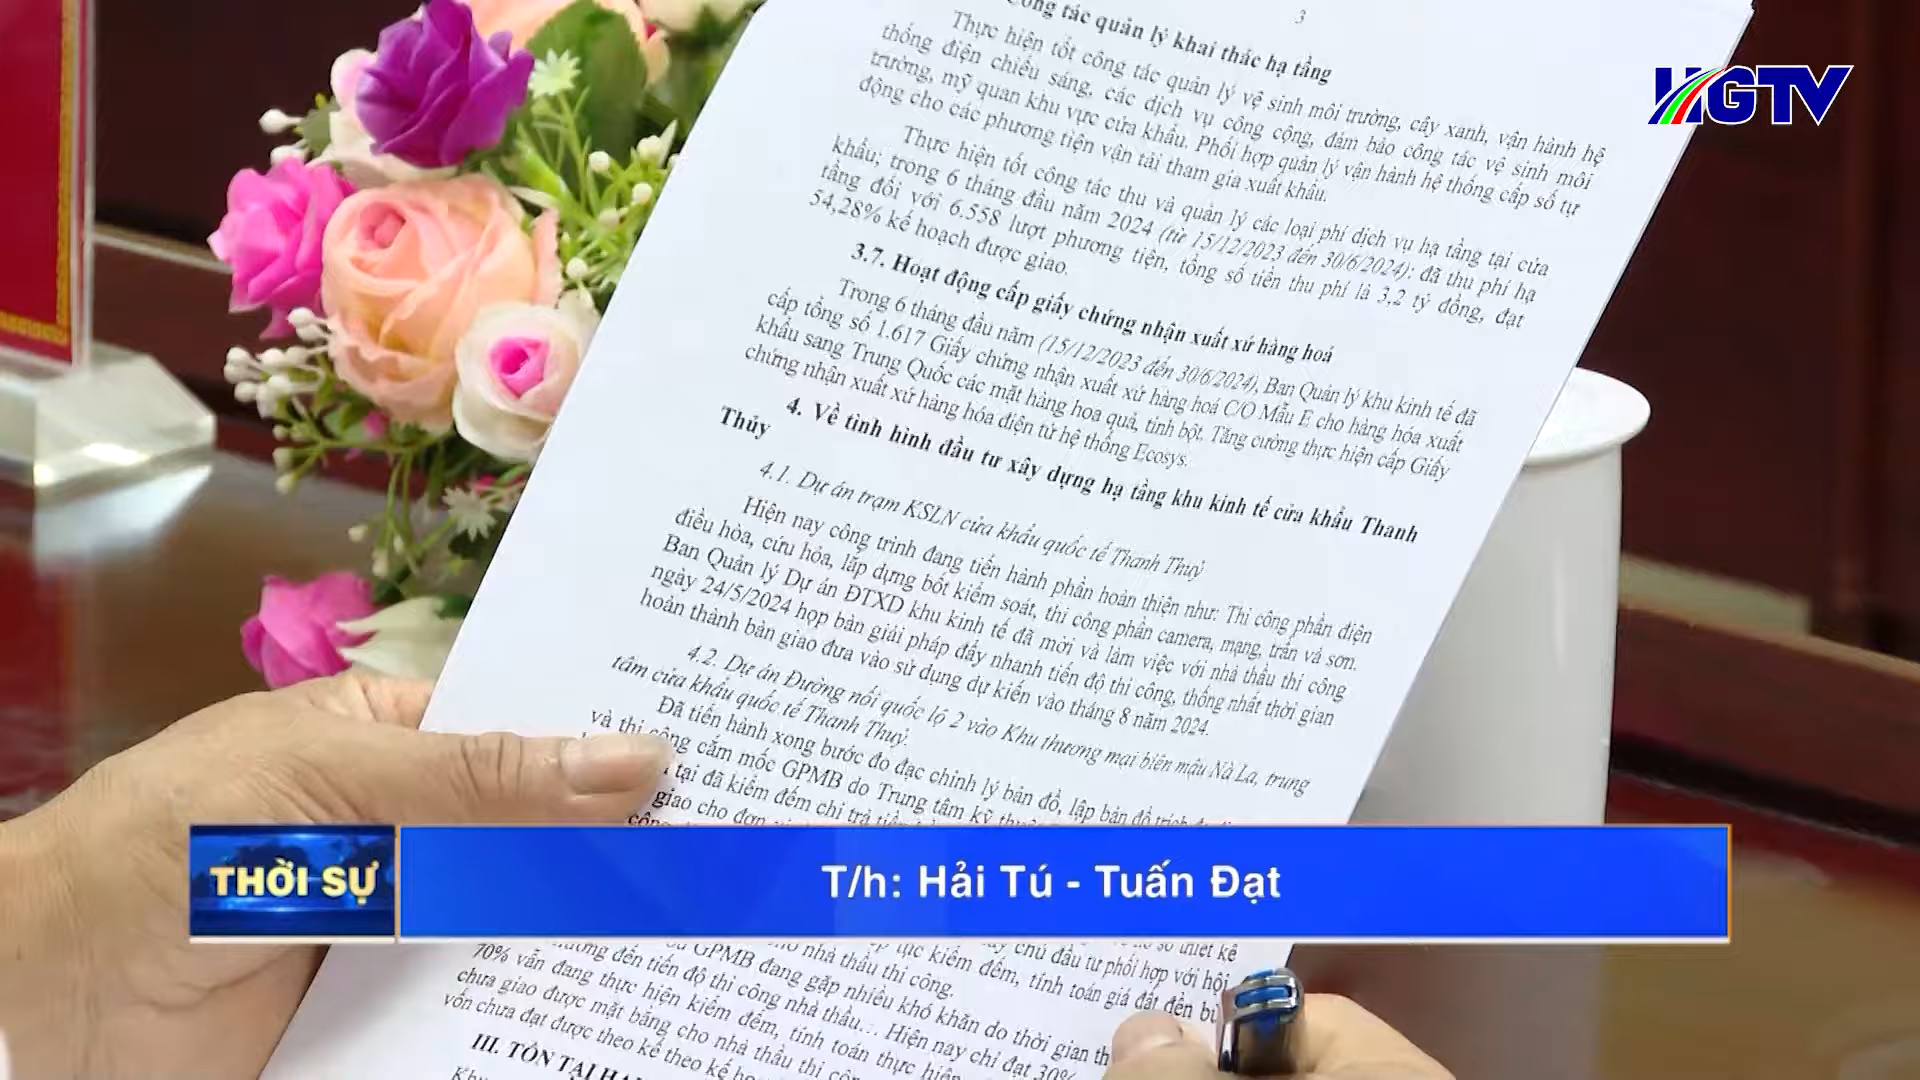 3
Công tác quản lý khai thác hạ tầng
HGTV
Thực hiện tốt công tác quản lý vệ sinh môi trường, cây xanh, vận hành hệ
thống điện chiếu sáng, các dịch vụ công cộng, đảm bảo công tác vệ sinh môi
trường, mỹ quan khu vực cửa khẩu. Phối hợp quản lý vận hành hệ thống cấp số tự
động cho các phương tiện vận tải tham gia xuất khẩu.
Thực hiện tốt công tác thu và quản lý các loại phí dịch vụ hạ tầng tại cửa
khẩu; trong 6 tháng đầu năm 2024 (từ 15/12/2023 đến 30/6/2024): đã thu phí hạ
tầng đối với 6.558 lượt phương tiện, tổng số tiền thu phí là 3,2 tỷ đồng, đạt
54,28% kế hoạch được giao.
3.7. Hoạt động cấp giấy chứng nhận xuất xứ hàng hoá
Trong 6 tháng đầu năm (15/12/2023 đến 30/6/2024), Ban Quản lý khu kinh tế đã
cấp tổng số 1.617 Giấy chứng nhận xuất xứ hàng hoá C/O Mẫu E cho hàng hóa xuất
khẩu sang Trung Quốc các mặt hàng hoa quả, tinh bột. Tăng cường thực hiện cấp Giấy
chứng nhận xuất xứ hàng hóa điện tử hệ thống Ecosys.
4. Về tình hình đầu tư xây dựng hạ tầng khu kinh tế cửa khẩu Thanh
Thủy
4.1. Dự án trạm KSLN cửa khẩu quốc tế Thanh Thuỷ
Hiện nay công trình đang tiến hành phần hoàn thiện như: Thi công phần điện
điều hòa, cứu hỏa, lắp dựng bốt kiểm soát, thi công phần camera, mạng, trần và sơn.
Ban Quản lý Dự án ĐTXD khu kinh tế đã mời và làm việc với nhà thầu thi công
ngày 24/5/2024 họp bàn giải pháp đẩy nhanh tiến độ thi công, thống nhất thời gian
hoàn thành bàn giao đưa vào sử dụng dự kiến vào tháng 8 năm 2024.
4.2. Dự án Đường nối quốc lộ 2 vào Khu thương mại biên mậu Nà La, trung
tâm cửa khẩu quốc tế Thanh Thuỷ.
Đã tiến hành xong bước đo đạc chỉnh lý bản đồ, lập bản đồ trích
và thi công cắm mốc GPMB do Trung tâm kỹ
tại đã kiểm đếm chi trả
giao cho đơn
THỜI SỰ
T/h: Hải Tú - Tuấn Đạt
hồ sơ thiết kế
chủ đầu tư phối hợp với hội
tục kiểm đếm, tính toán giá đất đền
cho nhà thầu thi công.
GPMB đang gặp nhiều khó khăn do thời gian
hưởng đến tiến độ thi công nhà thầu… Hiện nay chỉ đạt 30%
70% vẫn đang thực hiện kiểm đếm, tính toán thực hiện
chưa giao được mặt bằng cho nhà thầu thi
vốn chưa đạt được theo kế theo kế
III. TỒN TẠI